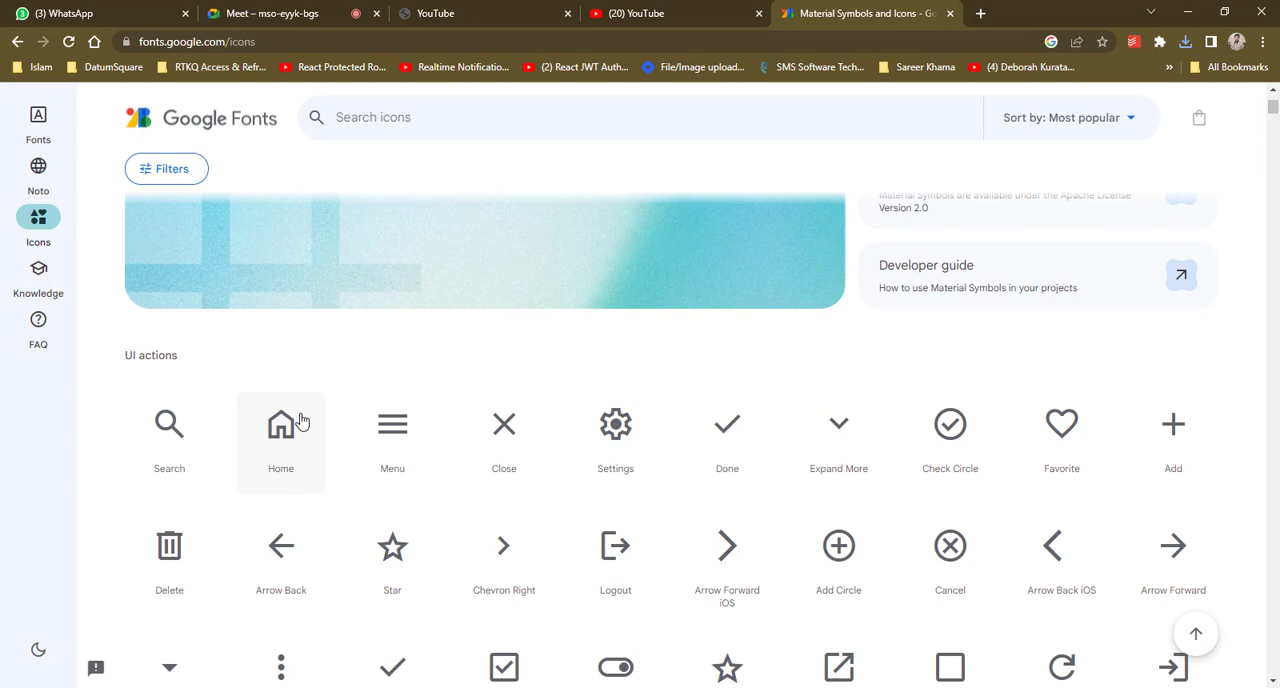 (3) WhatsApp
Meet – mso-eyyk-bgs
YouTube
(20) YouTube
Material Symbols and Icons - Go
fonts.google.com/icons
Islam
DatumSquare
RTKQ Access & Refr...
React Protected Ro...
Realtime Notificatio...
(2) React JWT Auth...
File/Image upload...
SMS Software Tech...
Sareer Khama
(4) Deborah Kurata...
»
All Bookmarks
Fonts
Noto
Icons
Knowledge
FAQ
Google Fonts
Search icons
Sort by: Most popular
Filters
Material Symbols are available under the Apache License
Version 2.0
Developer guide
How to use Material Symbols in your projects
UI actions
Search
Home
Menu
Close
Settings
Done
Expand More
Check Circle
Favorite
Add
Delete
Arrow Back
Star
Chevron Right
Logout
Arrow Forward
iOS
Add Circle
Cancel
Arrow Back iOS
Arrow Forward